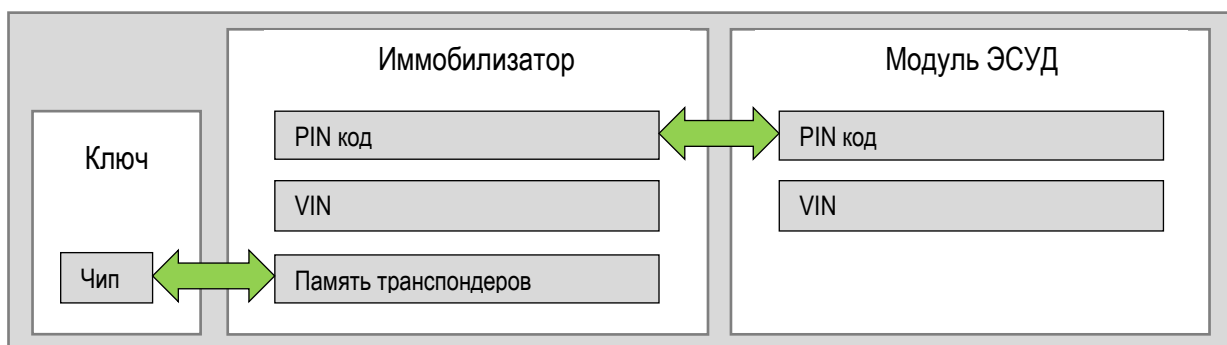 Иммобилизатор
Модуль ЭСУД
Ключ
PIN код
PIN код
VIN
VIN
Чип
Память транспондеров